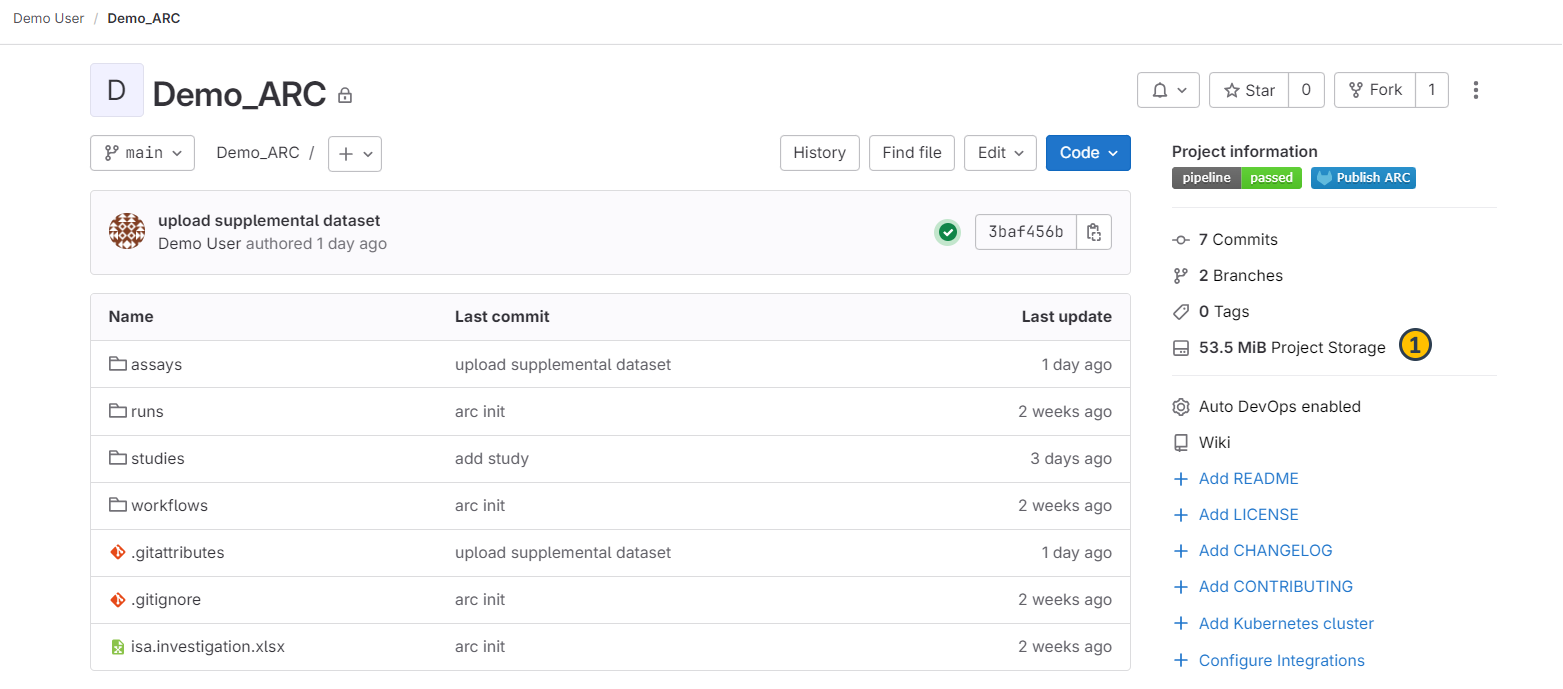 Demo User / Demo_ARC
D
Demo_ARC
Star 0
Fork 1
main
Demo_ARC /
History
Find file
Edit
Code
upload supplemental dataset
Demo User authored 1 day ago
3baf456b
Name Last commit Last update
assays upload supplemental dataset 1 day ago
runs arc init 2 weeks ago
studies add study 3 days ago
workflows arc init 2 weeks ago
.gitattributes upload supplemental dataset 1 day ago
.gitignore arc init 2 weeks ago
isa.investigation.xlsx arc init 2 weeks ago
Project information
pipeline passed Publish ARC
7 Commits
2 Branches
0 Tags
53.5 MiB Project Storage 1
Auto DevOps enabled
Wiki
Add README
Add LICENSE
Add CHANGELOG
Add CONTRIBUTING
Add Kubernetes cluster
Configure Integrations